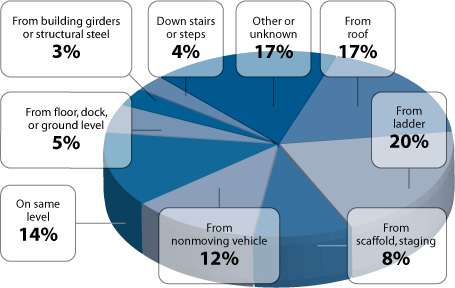 From building girders
or structural steel
3%
Down stairs
or steps
4%
Other or
unknown
17%
From
roof
17%
From floor, dock,
or ground level
5%
From
ladder
20%
On same
level
14%
From
nonmoving vehicle
12%
From
scaffold, staging
8%